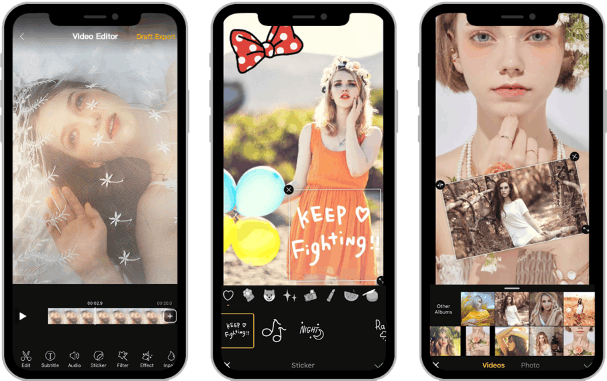 Video Editor
Draft Export
00:02.9
00:20.0
Edit
Subtitle
Audio
Sticker
Filter
Effect
KEEP ♡
Fighting!!
KEEP ♡
Fighting!!
NIGHT
Sticker
Other
Albums
Videos
Photo